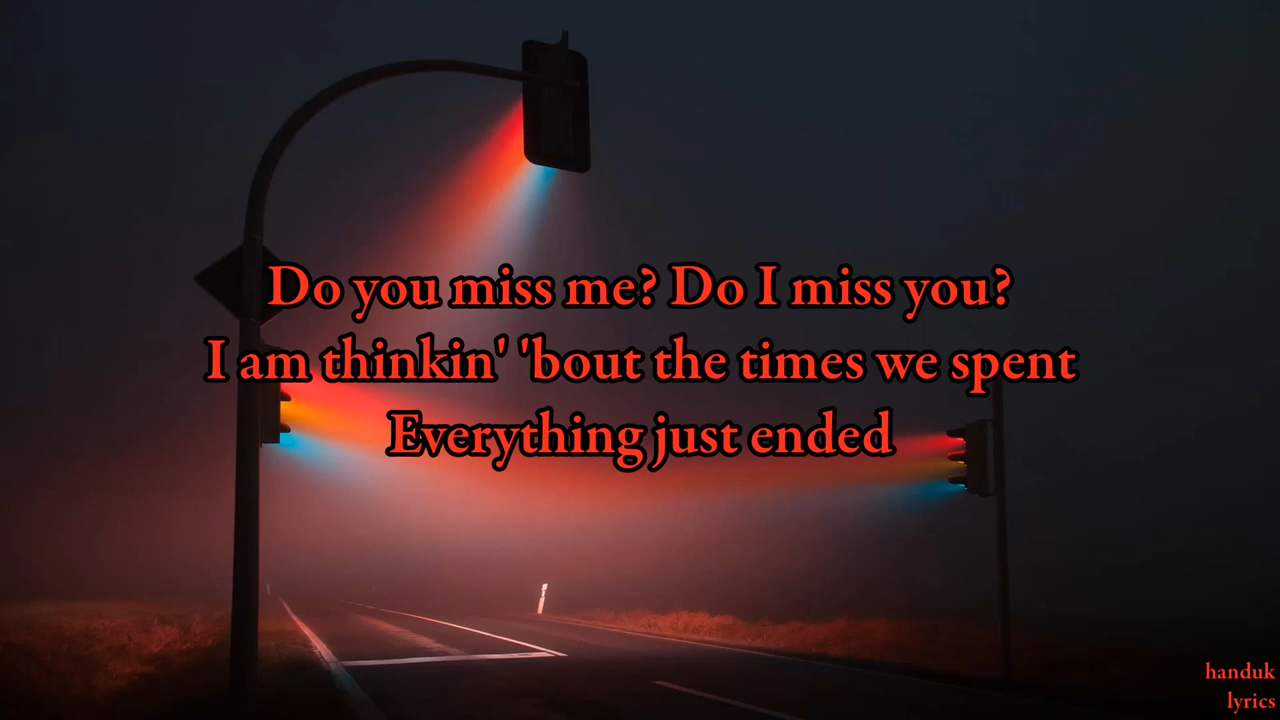 Do you miss me? Do I miss you?
I am thinkin' 'bout the times we spent
Everything just ended
handuk
lyrics